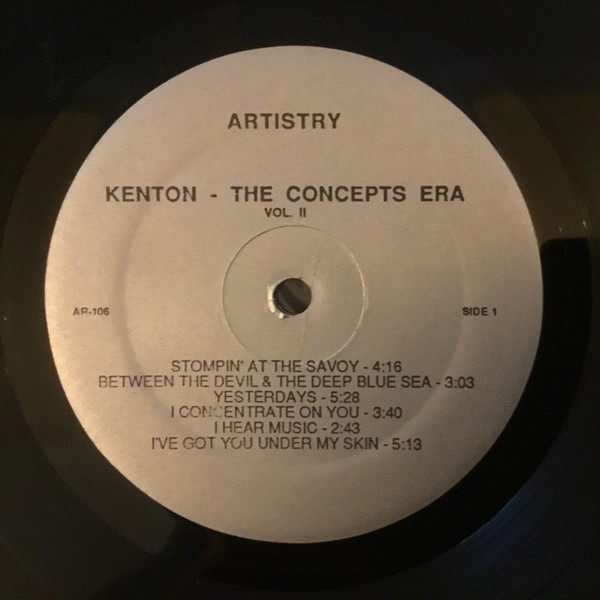 ARTISTRY
KENTON - THE CONCEPTS ERA
VOL. II
AR-106
SIDE 1
STOMPIN' AT THE SAVOY - 4:16
BETWEEN THE DEVIL & THE DEEP BLUE SEA - 3:03
YESTERDAYS - 5:28
I CONCENTRATE ON YOU - 3:40
I HEAR MUSIC - 2:43
I'VE GOT YOU UNDER MY SKIN - 5:13